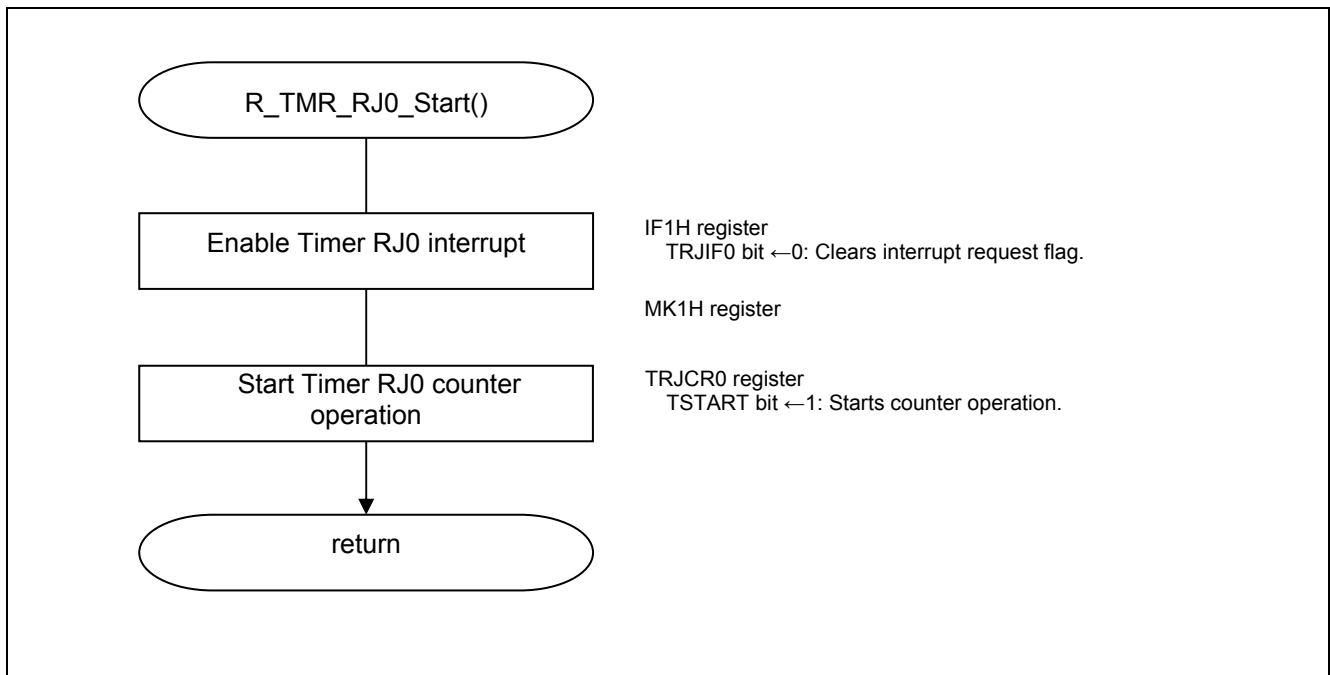 R_TMR_RJ0_Start()
Enable Timer RJ0 interrupt
IF1H register
TRJIF0 bit ←0: Clears interrupt request flag.
MK1H register
Start Timer RJ0 counter
operation
TRJCR0 register
TSTART bit ←1: Starts counter operation.
return